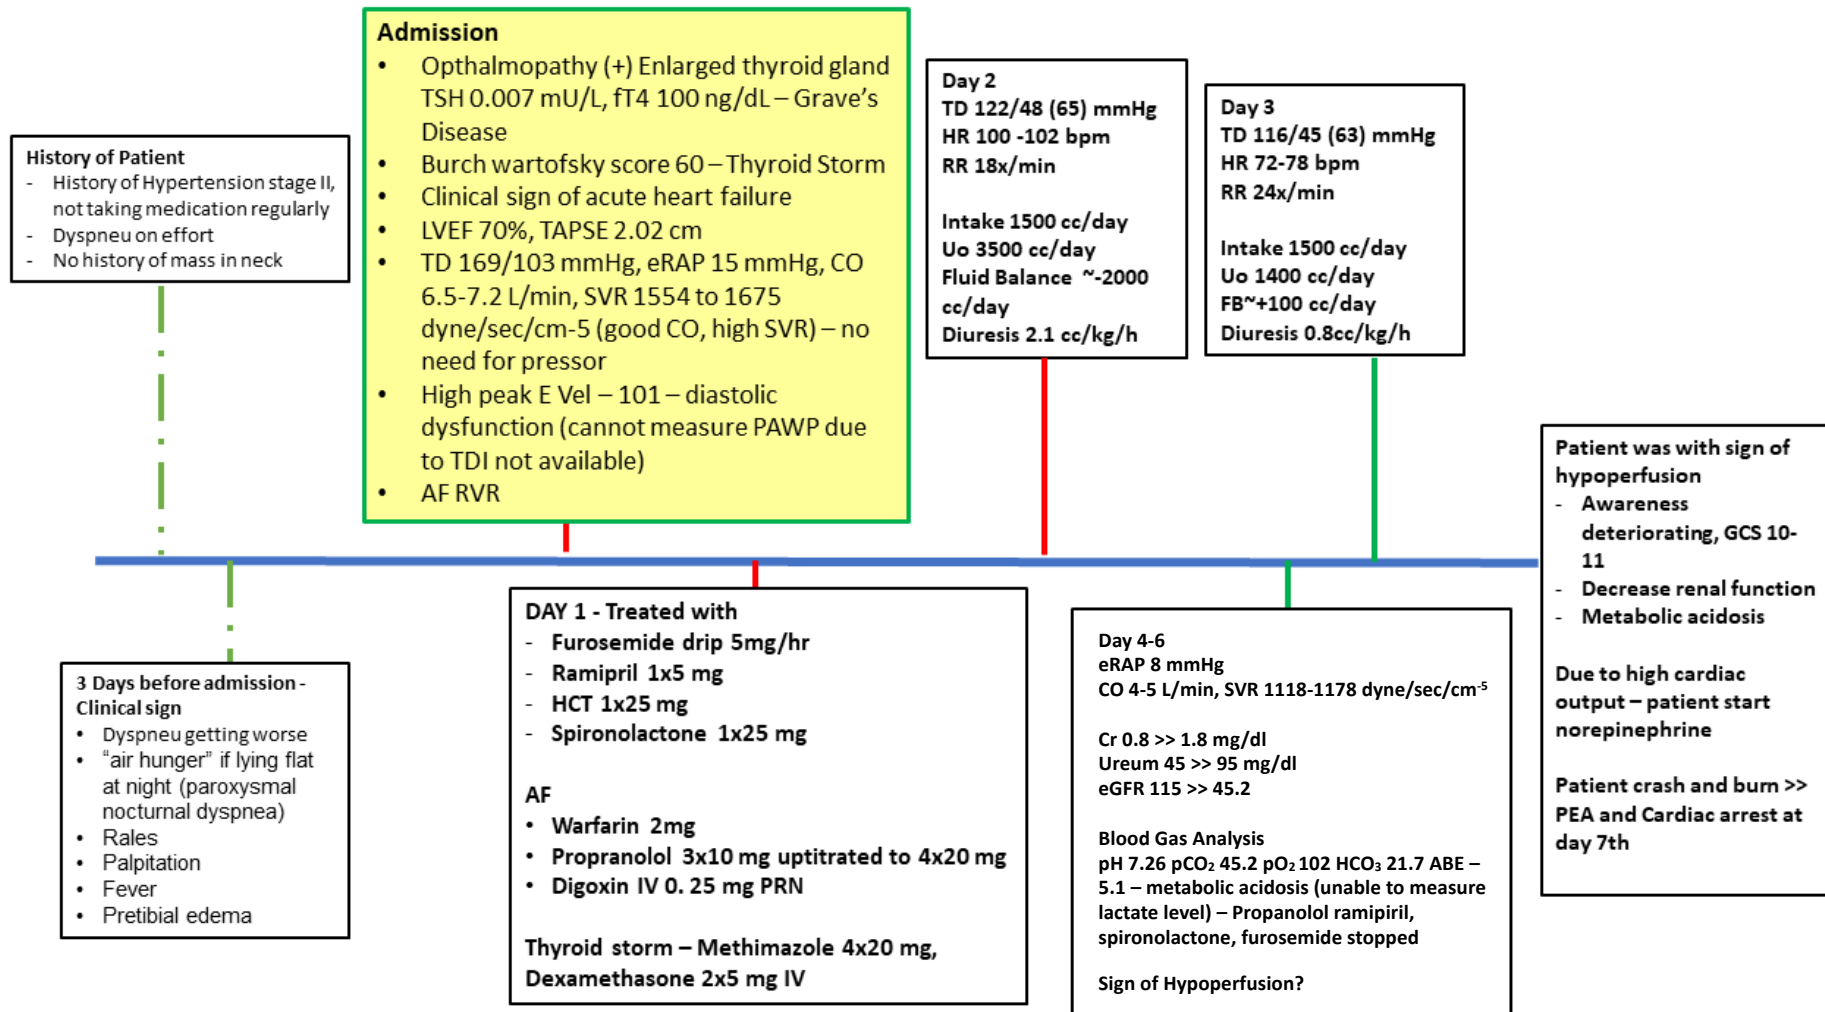 History of Patient
- History of Hypertension stage II,
not taking medication regularly
- Dyspneu on effort
- No history of mass in neck
3 Days before admission -
Clinical sign
• Dyspneu getting worse
• “air hunger” if lying flat
at night (paroxysmal
nocturnal dyspnea)
• Rales
• Palpitation
• Fever
• Pretibial edema
Admission
• Opthalmopathy (+) Enlarged thyroid gland
TSH 0.007 mU/L, fT4 100 ng/dL – Grave’s
Disease
• Burch wartofsky score 60 – Thyroid Storm
• Clinical sign of acute heart failure
• LVEF 70%, TAPSE 2.02 cm
• TD 169/103 mmHg, eRAP 15 mmHg, CO
6.5-7.2 L/min, SVR 1554 to 1675
dyne/sec/cm-5 (good CO, high SVR) – no
need for pressor
• High peak E Vel – 101 – diastolic
dysfunction (cannot measure PAWP due
to TDI not available)
• AF RVR
DAY 1 - Treated with
- Furosemide drip 5mg/hr
- Ramipril 1x5 mg
- HCT 1x25 mg
- Spironolactone 1x25 mg
AF
• Warfarin 2mg
• Propranolol 3x10 mg uptitrated to 4x20 mg
• Digoxin IV 0. 25 mg PRN
Thyroid storm – Methimazole 4x20 mg,
Dexamethasone 2x5 mg IV
Day 2
TD 122/48 (65) mmHg
HR 100 -102 bpm
RR 18x/min
Intake 1500 cc/day
Uo 3500 cc/day
Fluid Balance ~-2000
cc/day
Diuresis 2.1 cc/kg/h
Day 3
TD 116/45 (63) mmHg
HR 72-78 bpm
RR 24x/min
Intake 1500 cc/day
Uo 1400 cc/day
FB~+100 cc/day
Diuresis 0.8cc/kg/h
Day 4-6
eRAP 8 mmHg
CO 4-5 L/min, SVR 1118-1178 dyne/sec/cm-5
Cr 0.8 >> 1.8 mg/dl
Ureum 45 >> 95 mg/dl
eGFR 115 >> 45.2
Blood Gas Analysis
pH 7.26 pCO2 45.2 pO2 102 HCO3 21.7 ABE –
5.1 – metabolic acidosis (unable to measure
lactate level) – Propanolol ramipiril,
spironolactone, furosemide stopped
Sign of Hypoperfusion?
Patient was with sign of
hypoperfusion
- Awareness
deteriorating, GCS 10-
11
- Decrease renal function
- Metabolic acidosis
Due to high cardiac
output – patient start
norepinephrine
Patient crash and burn >>
PEA and Cardiac arrest at
day 7th